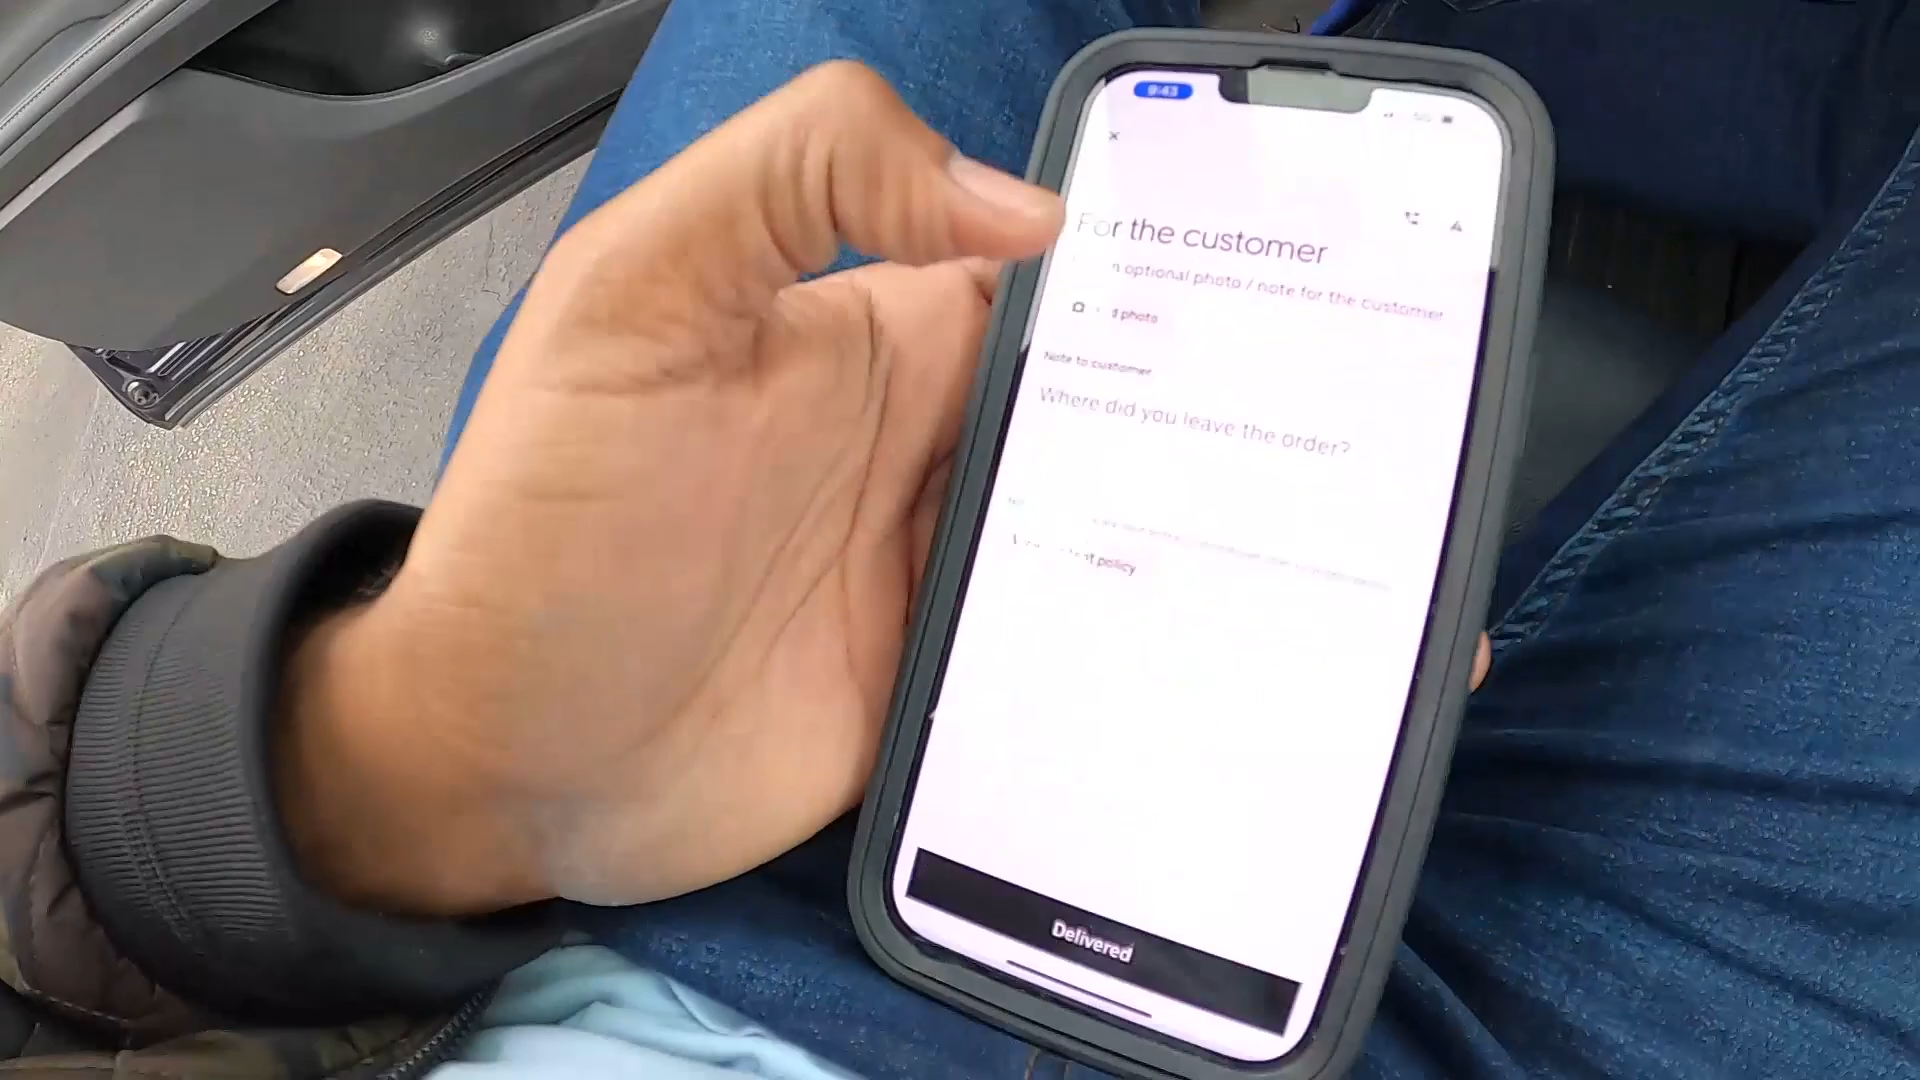 9:43
For the customer
optional photo / note for the customer
photo
Note to customer
Where did you leave the order?
policy
Delivered